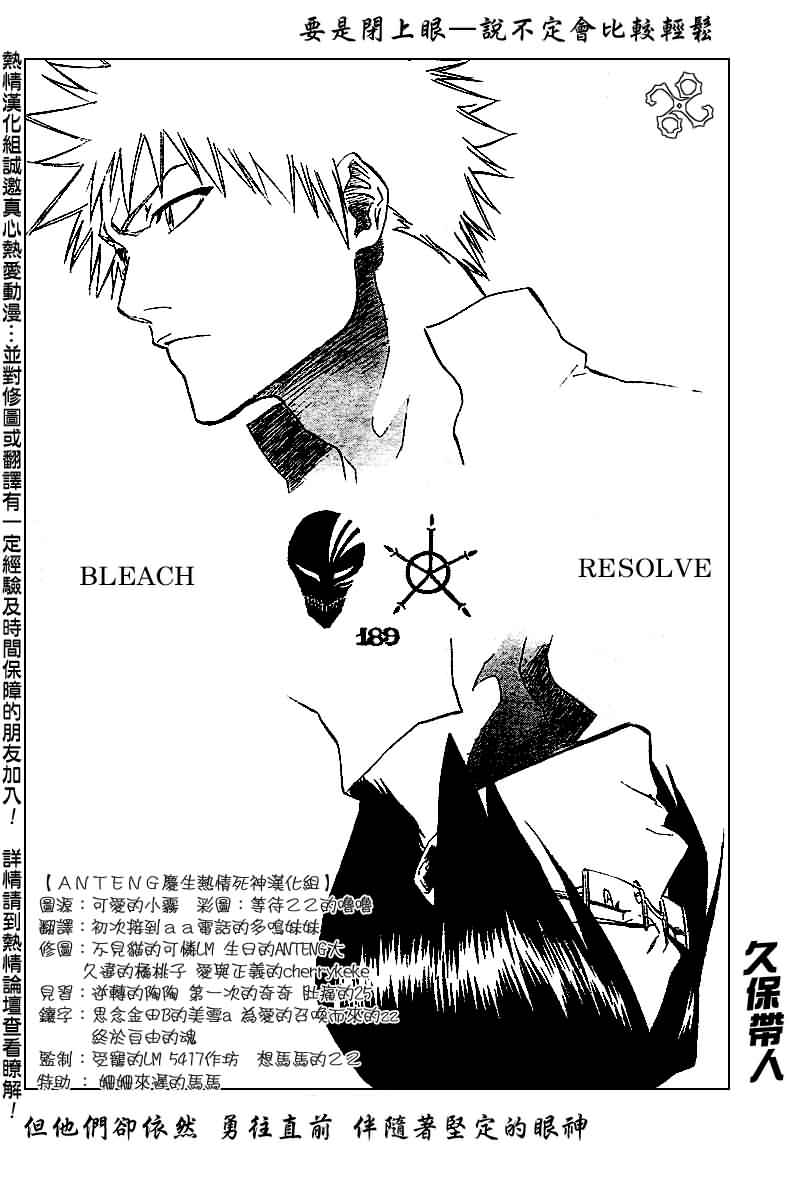 要是閉上眼—說不定會比較輕鬆
熱情漢化組誠邀真心熱愛動漫…並對修圖或翻譯有一定經驗及時間保障的朋友加入！ 詳情請到熱情論壇查看瞭解！
BLEACH
RESOLVE
189
【ANTENG慶生熱情死神漢化組】
圖源：可愛的小霧 彩圖：等待乙乙的嚕嚕
翻譯：初次接到aa電話的多鳴妹妹
修圖：不見貓的可憐LM 生日的ANTENG大
久違的橘桃子 愛與正義的cherrykeke
見習：逆轉的陶陶 第一次的奇奇 肚痛的25
鑲字：思念金田B的美雪a 為愛的召喚而來的zz
終於自由的魂
監制：受寵的LM 5417作坊 想篤篤的乙乙
特助：姍姍來遲的篤篤
久保帶人
但他們卻依然 勇往直前 伴隨著堅定的眼神